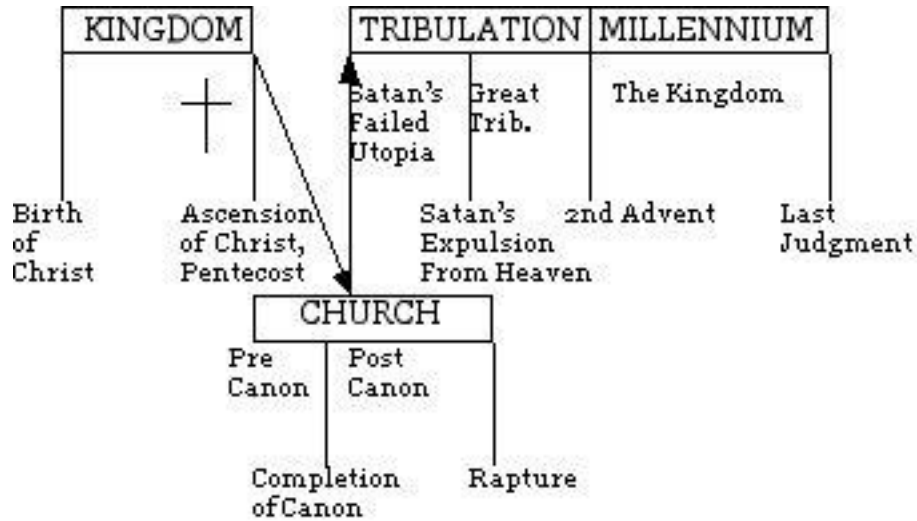 KINGDOM
TRIBULATION
MILLENNIUM
Satan's
Failed
Utopia
Great
Trib.
The Kingdom
Birth
of
Christ
Ascension
of Christ,
Pentecost
Satan's
Expulsion
From Heaven
2nd Advent
Last
Judgment
CHURCH
Pre
Canon
Post
Canon
Completion
of Canon
Rapture